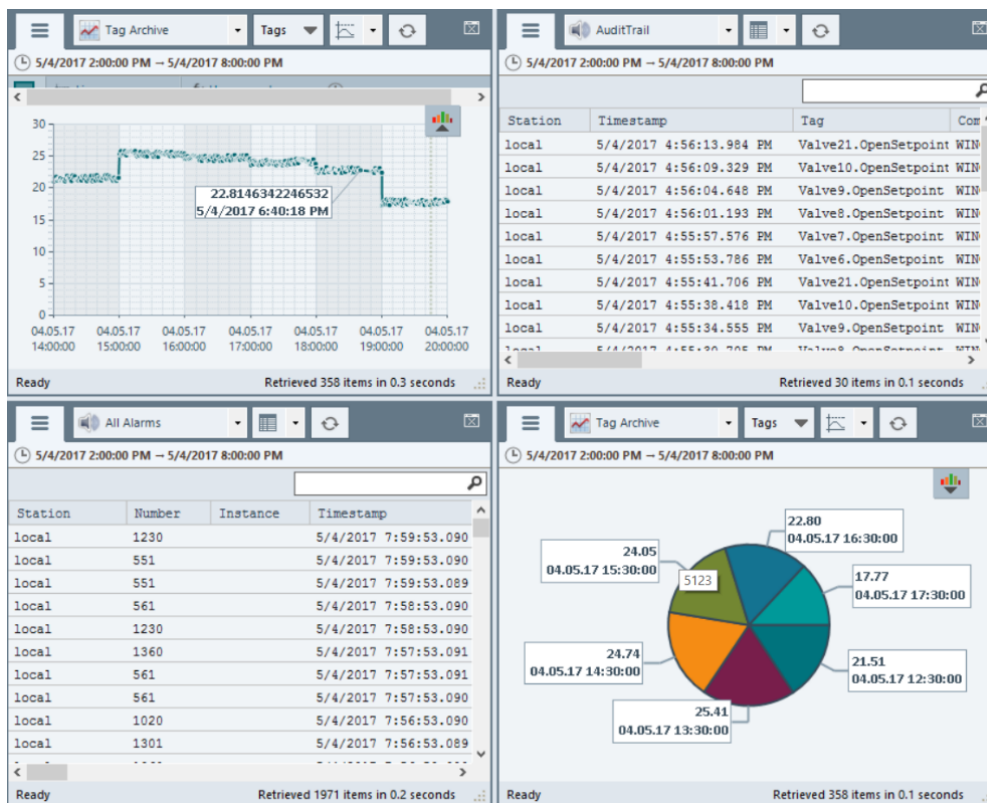 Tag Archive Tags
5/4/2017 2:00:00 PM → 5/4/2017 8:00:00 PM
30
25
20
15
10
5
0
22.8146342246532
5/4/2017 6:40:18 PM
04.05.17 04.05.17 04.05.17 04.05.17 04.05.17 04.05.17 04.05.17
14:00:00 15:00:00 16:00:00 17:00:00 18:00:00 19:00:00 20:00:00
Ready Retrieved 358 items in 0.3 seconds
AuditTrail
5/4/2017 2:00:00 PM → 5/4/2017 8:00:00 PM
Station Timestamp Tag Com
local 5/4/2017 4:56:13.984 PM Valve21.OpenSetpoint WIN
local 5/4/2017 4:56:09.329 PM Valve10.OpenSetpoint WIN
local 5/4/2017 4:56:04.648 PM Valve9.OpenSetpoint WIN
local 5/4/2017 4:56:01.193 PM Valve8.OpenSetpoint WIN
local 5/4/2017 4:55:57.576 PM Valve7.OpenSetpoint WIN
local 5/4/2017 4:55:53.786 PM Valve6.OpenSetpoint WIN
local 5/4/2017 4:55:41.706 PM Valve21.OpenSetpoint WIN
local 5/4/2017 4:55:38.418 PM Valve10.OpenSetpoint WIN
local 5/4/2017 4:55:34.555 PM Valve9.OpenSetpoint WIN
Ready Retrieved 30 items in 0.1 seconds
All Alarms
5/4/2017 2:00:00 PM → 5/4/2017 8:00:00 PM
Station Number Instance Timestamp
local 1230 5/4/2017 7:59:53.090
local 551 5/4/2017 7:59:53.090
local 551 5/4/2017 7:59:53.089
local 561 5/4/2017 7:58:53.090
local 1230 5/4/2017 7:58:53.090
local 1360 5/4/2017 7:57:53.091
local 561 5/4/2017 7:57:53.091
local 561 5/4/2017 7:57:53.090
local 1020 5/4/2017 7:56:53.090
local 1301 5/4/2017 7:56:53.089
Ready Retrieved 1971 items in 0.2 seconds
Tag Archive Tags
5/4/2017 2:00:00 PM → 5/4/2017 8:00:00 PM
22.80
04.05.17 16:30:00
24.05
04.05.17 15:30:00
5123
17.77
04.05.17 17:30:00
24.74
04.05.17 14:30:00
21.51
04.05.17 12:30:00
25.41
04.05.17 13:30:00
Ready Retrieved 358 items in 0.1 seconds